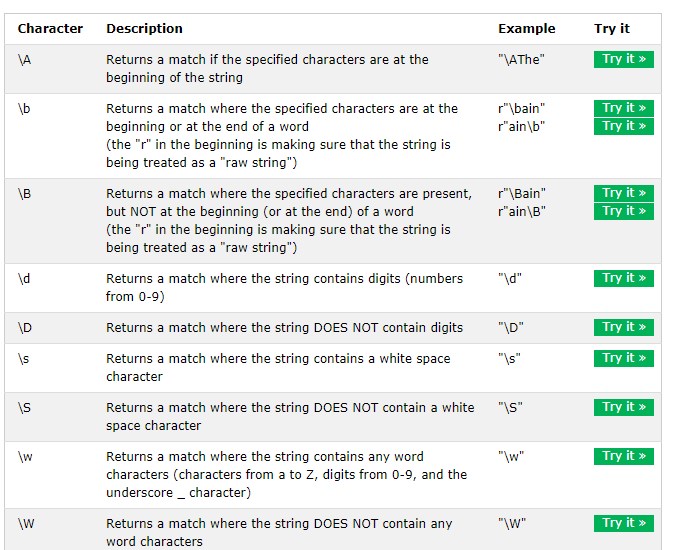 Character Description Example Try it
\A Returns a match if the specified characters are at the "\AThe" Try it »
beginning of the string
\b Returns a match where the specified characters are at the r"\bain" Try it »
beginning or at the end of a word r"ain\b" Try it »
(the "r" in the beginning is making sure that the string is
being treated as a "raw string")
\B Returns a match where the specified characters are present, r"\Bain" Try it »
but NOT at the beginning (or at the end) of a word r"ain\B" Try it »
(the "r" in the beginning is making sure that the string is
being treated as a "raw string")
\d Returns a match where the string contains digits (numbers "\d" Try it »
from 0-9)
\D Returns a match where the string DOES NOT contain digits "\D" Try it »
\s Returns a match where the string contains a white space "\s" Try it »
character
\S Returns a match where the string DOES NOT contain a white "\S" Try it »
space character
\w Returns a match where the string contains any word "\w" Try it »
characters (characters from a to Z, digits from 0-9, and the
underscore _ character)
\W Returns a match where the string DOES NOT contain any "\W" Try it »
word characters